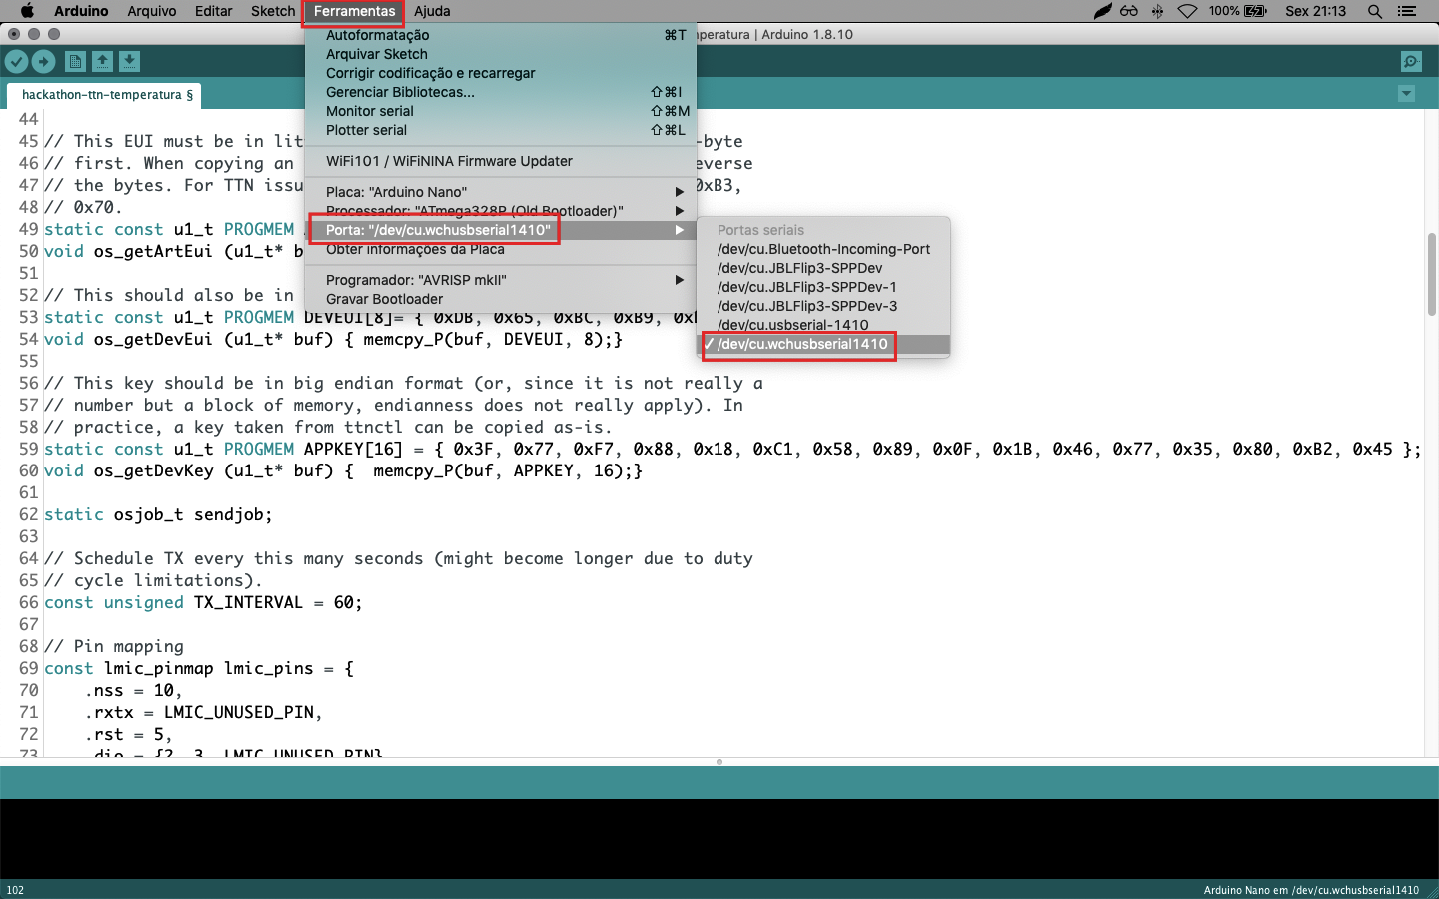 Arduino Arquivo Editar Sketch Ferramentas Ajuda 100% Sex 21:13
peratura | Arduino 1.8.10
hackathon-ttn-temperatura §
Autoformatação ⌘T
Arquivar Sketch
Corrigir codificação e recarregar
Gerenciar Bibliotecas... ⇧⌘I
Monitor serial ⇧⌘M
Plotter serial ⇧⌘L
WiFi101 / WiFiNINA Firmware Updater
Placa: "Arduino Nano"
Processador: "ATmega328P (Old Bootloader)"
Porta: "/dev/cu.wchusbserial1410"
Obter informações da Placa
Programador: "AVRISP mkII"
Gravar Bootloader
Portas seriais
/dev/cu.Bluetooth-Incoming-Port
/dev/cu.JBLFlip3-SPPDev
/dev/cu.JBLFlip3-SPPDev-1
/dev/cu.JBLFlip3-SPPDev-3
/dev/cu.usbserial-1410
✓ /dev/cu.wchusbserial1410
44
45 // This EUI must be in lit -byte
46 // first. When copying an everse
47 // the bytes. For TTN issu 0xB3,
48 // 0x70.
49 static const u1_t PROGMEM
50 void os_getArtEui (u1_t* b
51
52 // This should also be in
53 static const u1_t PROGMEM DEVEUI[8]= { 0xDB, 0x65, 0xBC, 0xB9, 0x
54 void os_getDevEui (u1_t* buf) { memcpy_P(buf, DEVEUI, 8);}
55
56 // This key should be in big endian format (or, since it is not really a
57 // number but a block of memory, endianness does not really apply). In
58 // practice, a key taken from ttnctl can be copied as-is.
59 static const u1_t PROGMEM APPKEY[16] = { 0x3F, 0x77, 0xF7, 0x88, 0x18, 0xC1, 0x58, 0x89, 0x0F, 0x1B, 0x46, 0x77, 0x35, 0x80, 0xB2, 0x45 };
60 void os_getDevKey (u1_t* buf) {  memcpy_P(buf, APPKEY, 16);}
61
62 static osjob_t sendjob;
63
64 // Schedule TX every this many seconds (might become longer due to duty
65 // cycle limitations).
66 const unsigned TX_INTERVAL = 60;
67
68 // Pin mapping
69 const lmic_pinmap lmic_pins = {
70     .nss = 10,
71     .rxtx = LMIC_UNUSED_PIN,
72     .rst = 5,
73     .dio = {2, 3, LMIC_UNUSED_PIN}
102 Arduino Nano em /dev/cu.wchusbserial1410